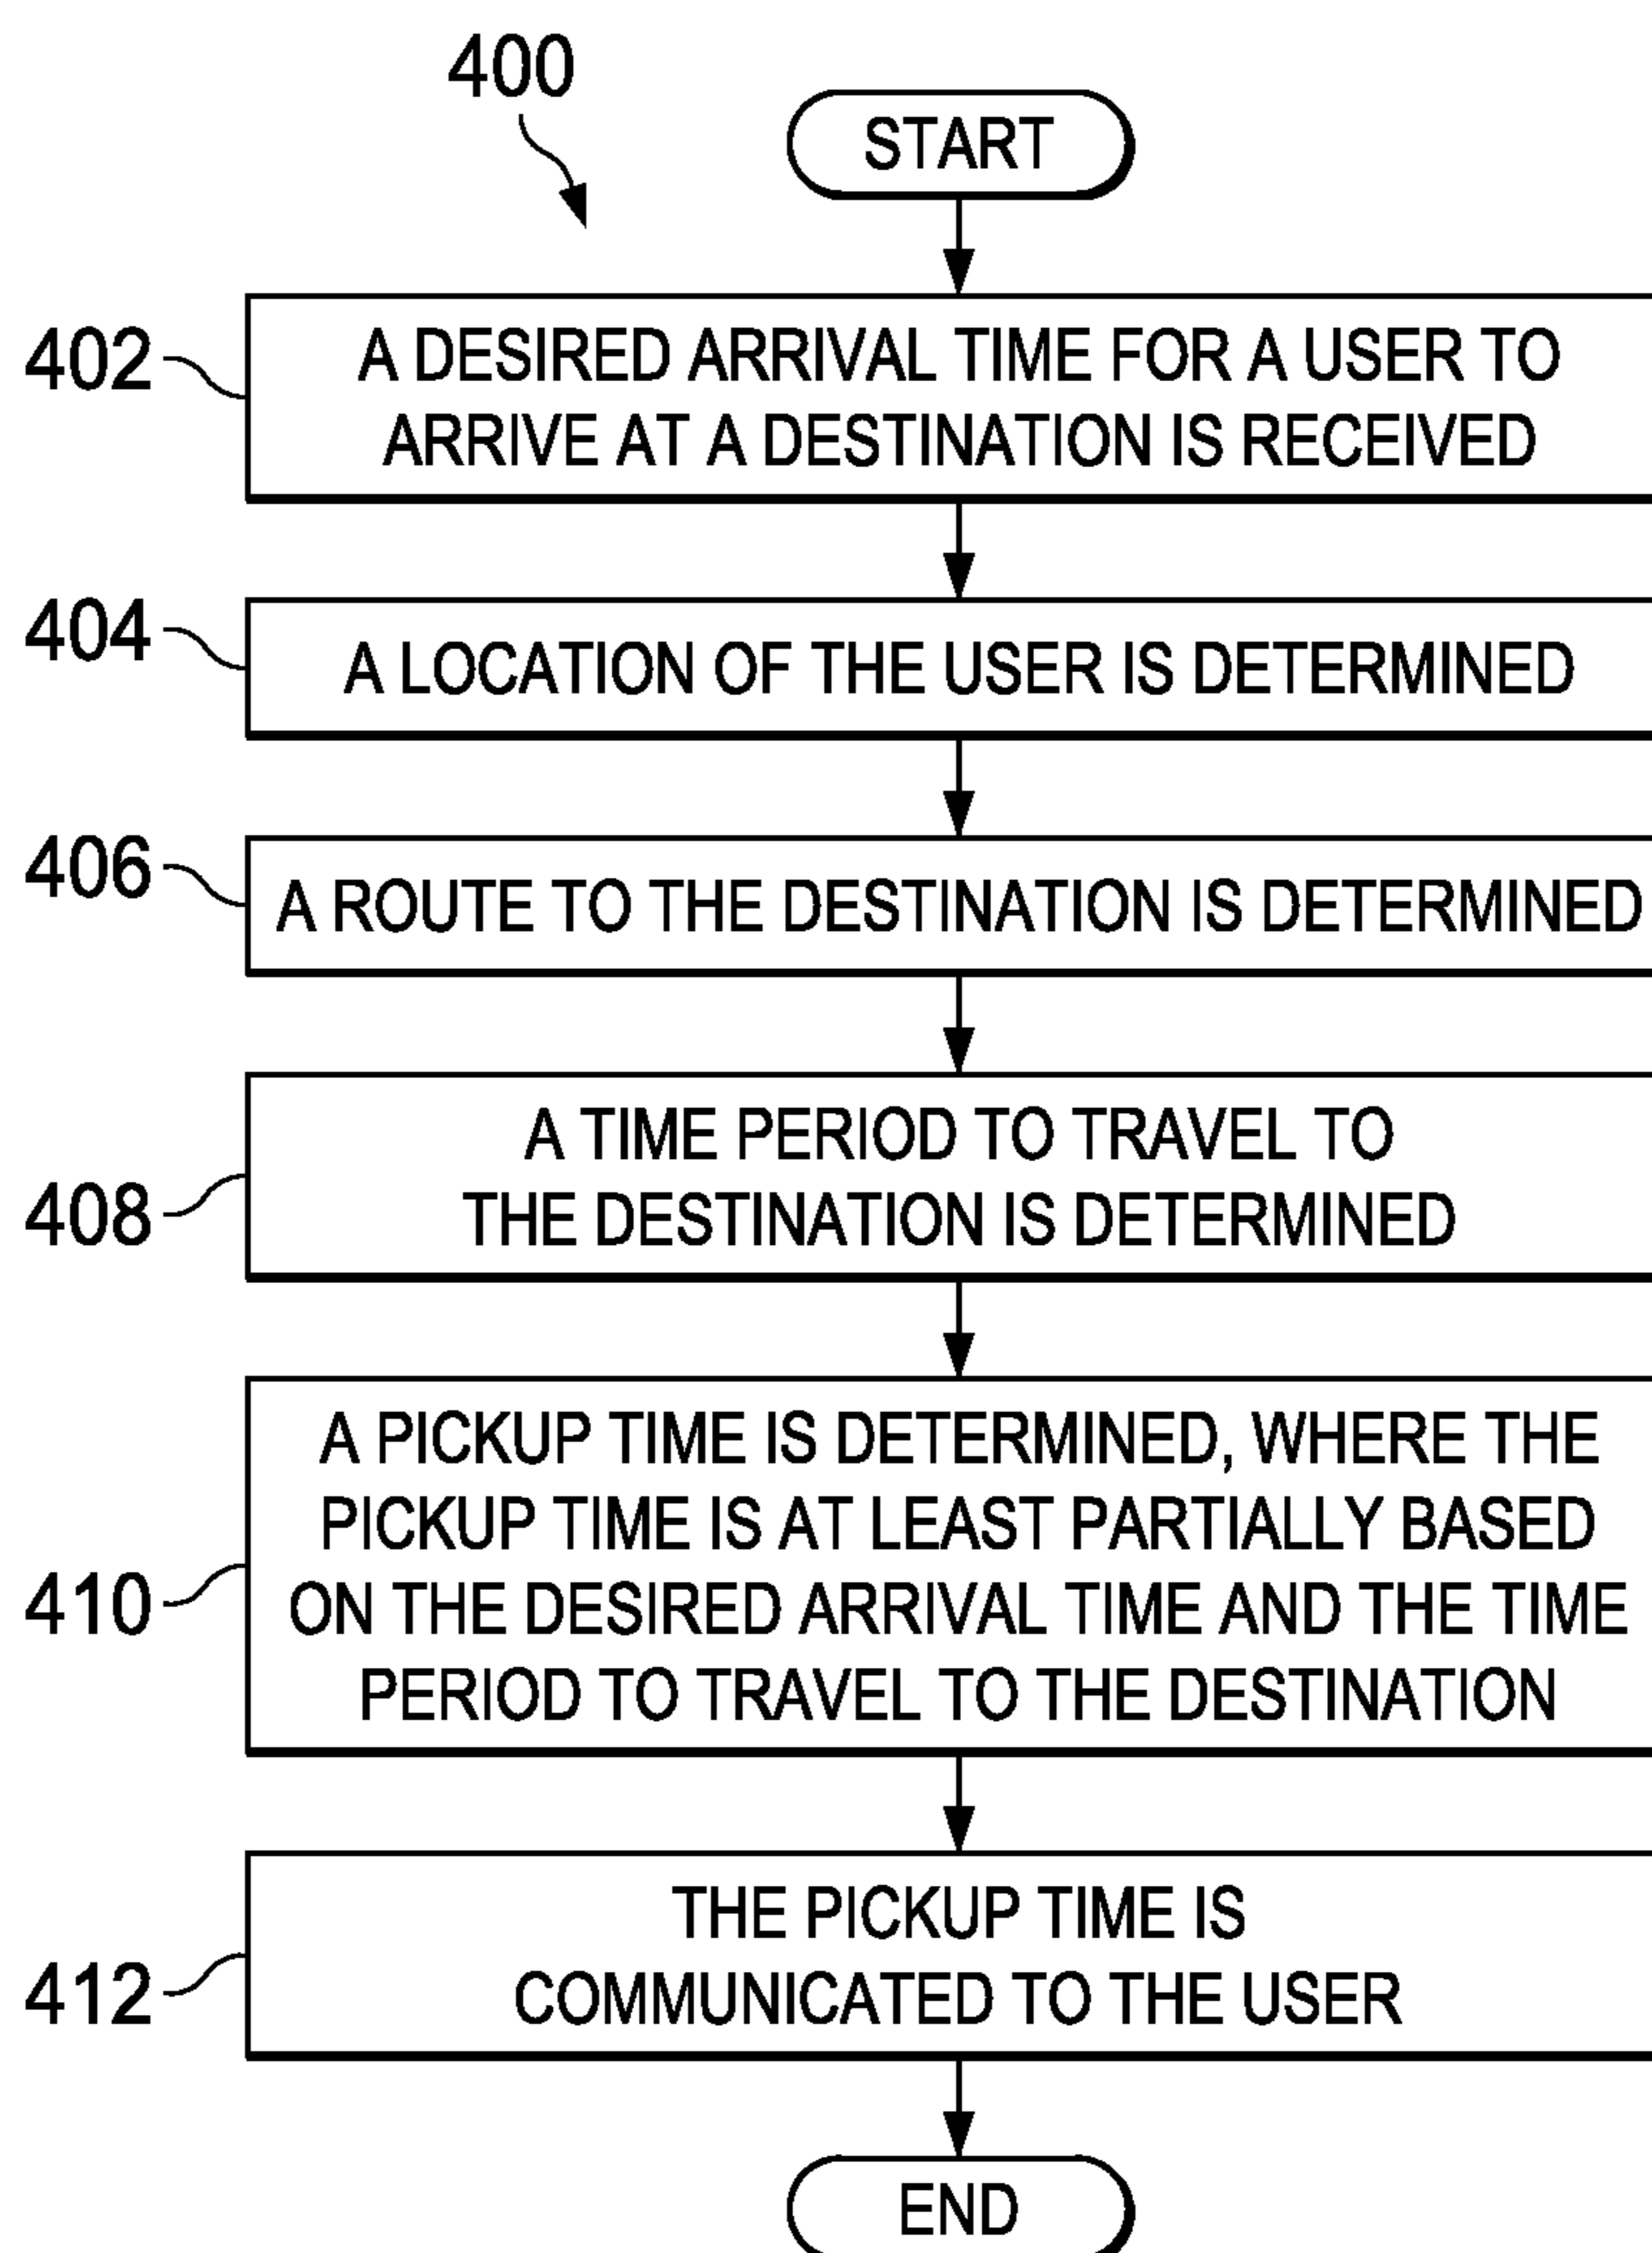 400
START
402
A DESIRED ARRIVAL TIME FOR A USER TO
ARRIVE AT A DESTINATION IS RECEIVED
404
A LOCATION OF THE USER IS DETERMINED
406
A ROUTE TO THE DESTINATION IS DETERMINED
408
A TIME PERIOD TO TRAVEL TO
THE DESTINATION IS DETERMINED
410
A PICKUP TIME IS DETERMINED, WHERE THE
PICKUP TIME IS AT LEAST PARTIALLY BASED
ON THE DESIRED ARRIVAL TIME AND THE TIME
PERIOD TO TRAVEL TO THE DESTINATION
412
THE PICKUP TIME IS
COMMUNICATED TO THE USER
END